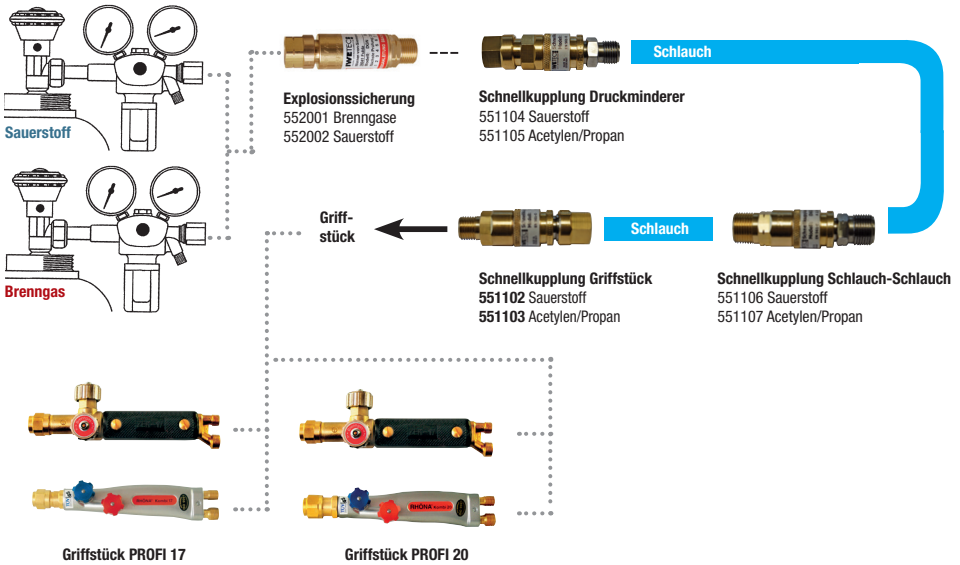 Sauerstoff
Brenngas
Explosionssicherung
552001 Brenngase
552002 Sauerstoff
Schnellkupplung Druckminderer
551104 Sauerstoff
551105 Acetylen/Propan
Schlauch
Griff-
stück
Schlauch
Schnellkupplung Griffstück
551102 Sauerstoff
551103 Acetylen/Propan
Schnellkupplung Schlauch-Schlauch
551106 Sauerstoff
551107 Acetylen/Propan
RHÖNA
Griffstück PROFI 17
Griffstück PROFI 20